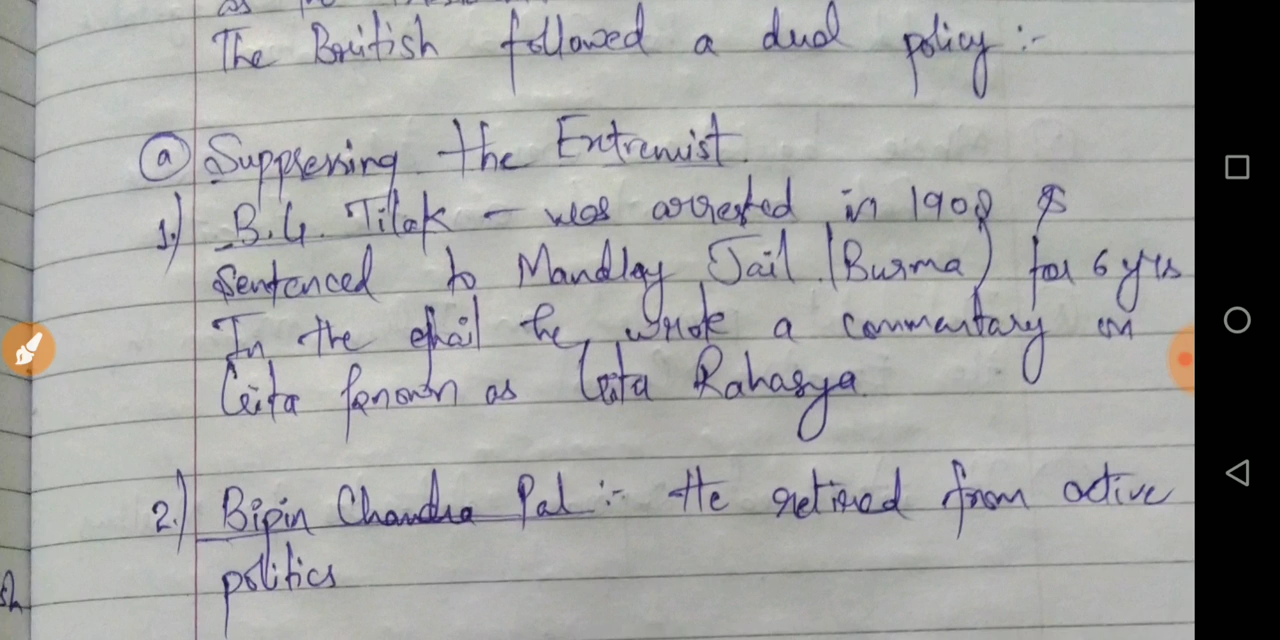 The British followed a dual policy :-
(a) Suppressing the Extremist.
1.) B.G. Tilak - was arrested in 1908 &
Sentenced to Mandlay Jail (Burma) for 6 yrs
In the jail he wrote a commentary on
Geita known as Geita Rahasya
2.) Bipin Chandra Pal :- He retired from active
politics